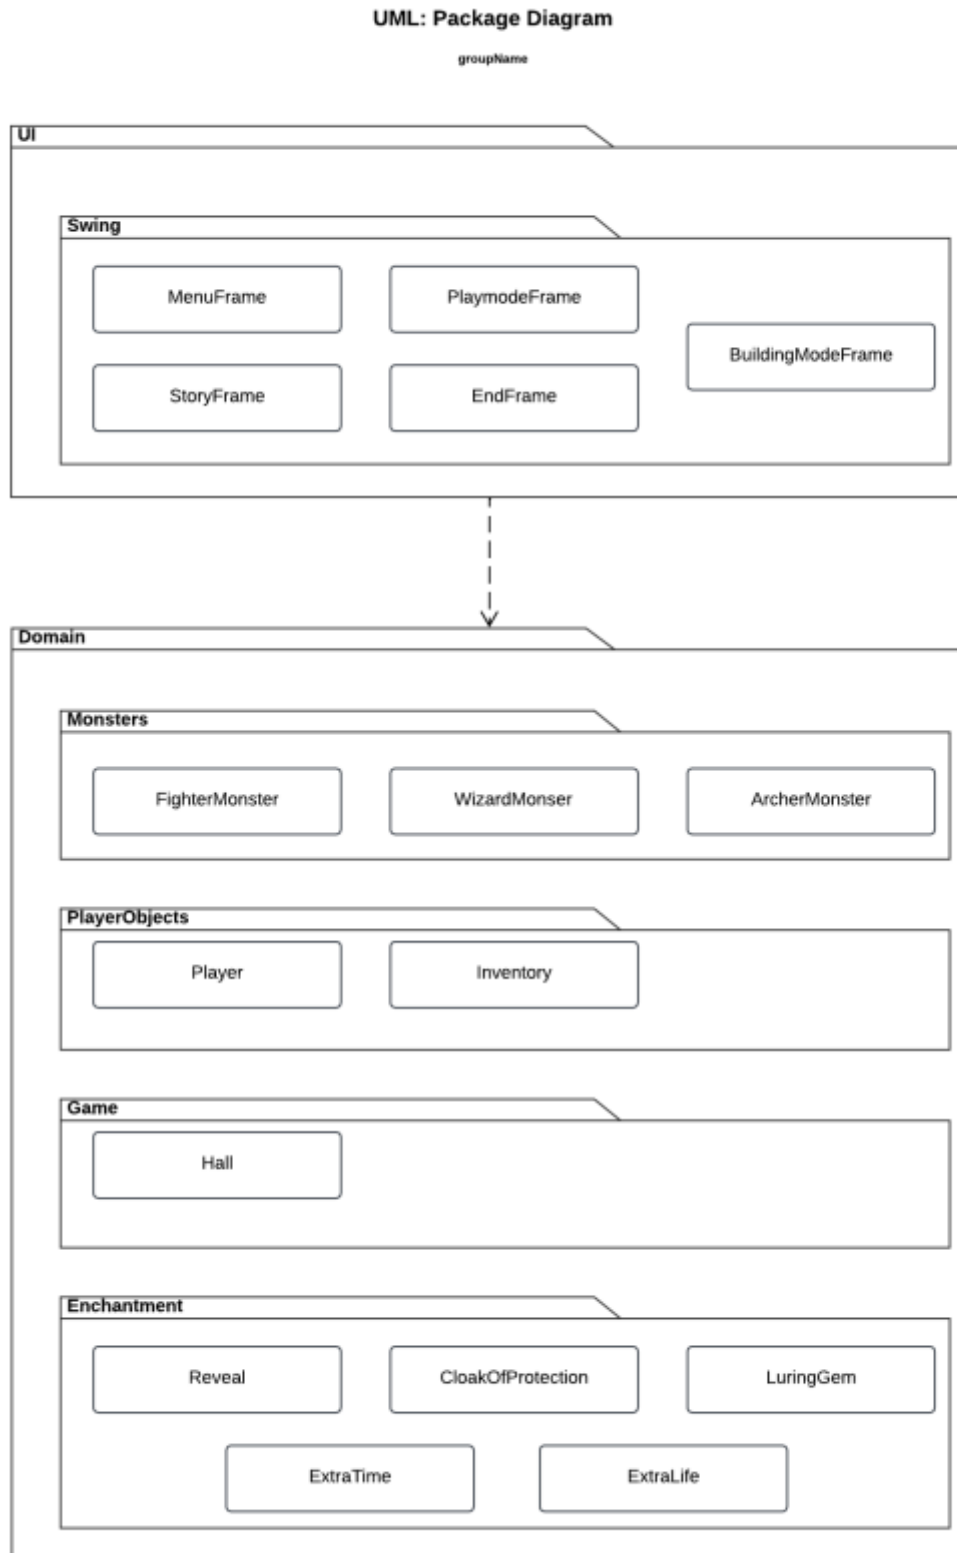 UML: Package Diagram
groupName
UI
Swing
MenuFrame
PlaymodeFrame
BuildingModeFrame
StoryFrame
EndFrame
Domain
Monsters
FighterMonster
WizardMonser
ArcherMonster
PlayerObjects
Player
Inventory
Game
Hall
Enchantment
Reveal
CloakOfProtection
LuringGem
ExtraTime
ExtraLife